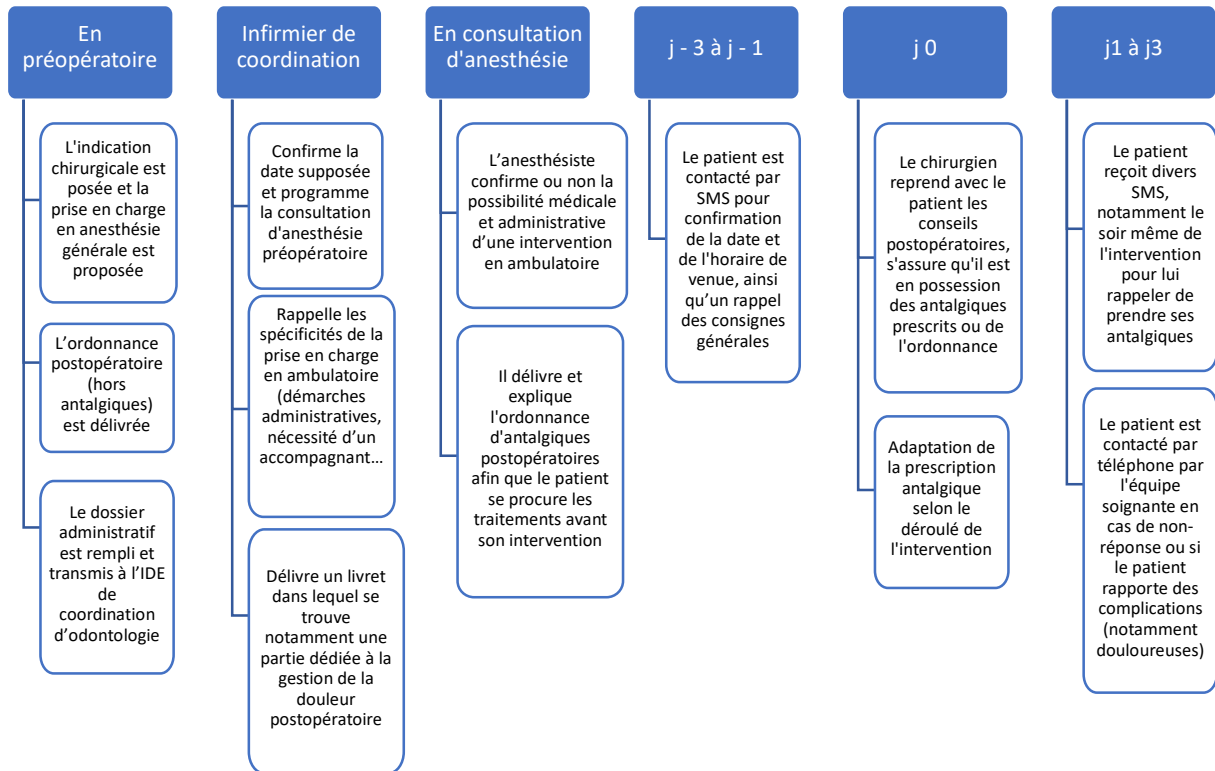 En
préopératoire
L'indication
chirurgicale est
posée et la
prise en charge
en anesthésie
générale est
proposée
L’ordonnance
postopératoire
(hors
antalgiques)
est délivrée
Le dossier
administratif
est rempli et
transmis à l’IDE
de
coordination
d’odontologie
Infirmier de
coordination
Confirme la
date supposée
et programme
la consultation
d'anesthésie
préopératoire
Rappelle les
spécificités de la
prise en charge
en ambulatoire
(démarches
administratives,
nécessité d’un
accompagnant...
Délivre un livret
dans lequel se
trouve
notamment une
partie dédiée à la
gestion de la
douleur
postopératoire
En consultation
d'anesthésie
L’anesthésiste
confirme ou non la
possibilité médicale
et administrative
d’une intervention
en ambulatoire
Il délivre et
explique
l'ordonnance
d'antalgiques
postopératoires
afin que le patient
se procure les
traitements avant
son intervention
j - 3 à j - 1
Le patient est
contacté par
SMS pour
confirmation
de la date et
de l'horaire de
venue, ainsi
qu’un rappel
des consignes
générales
j 0
Le chirurgien
reprend avec le
patient les
conseils
postopératoires,
s'assure qu'il est
en possession
des antalgiques
prescrits ou de
l'ordonnance
Adaptation de
la prescription
antalgique
selon le
déroulé de
l'intervention
j1 à j3
Le patient
reçoit divers
SMS,
notamment le
soir même de
l'intervention
pour lui
rappeler de
prendre ses
antalgiques
Le patient est
contacté par
téléphone par
l'équipe
soignante en
cas de non-
réponse ou si
le patient
rapporte des
complications
(notamment
douloureuses)